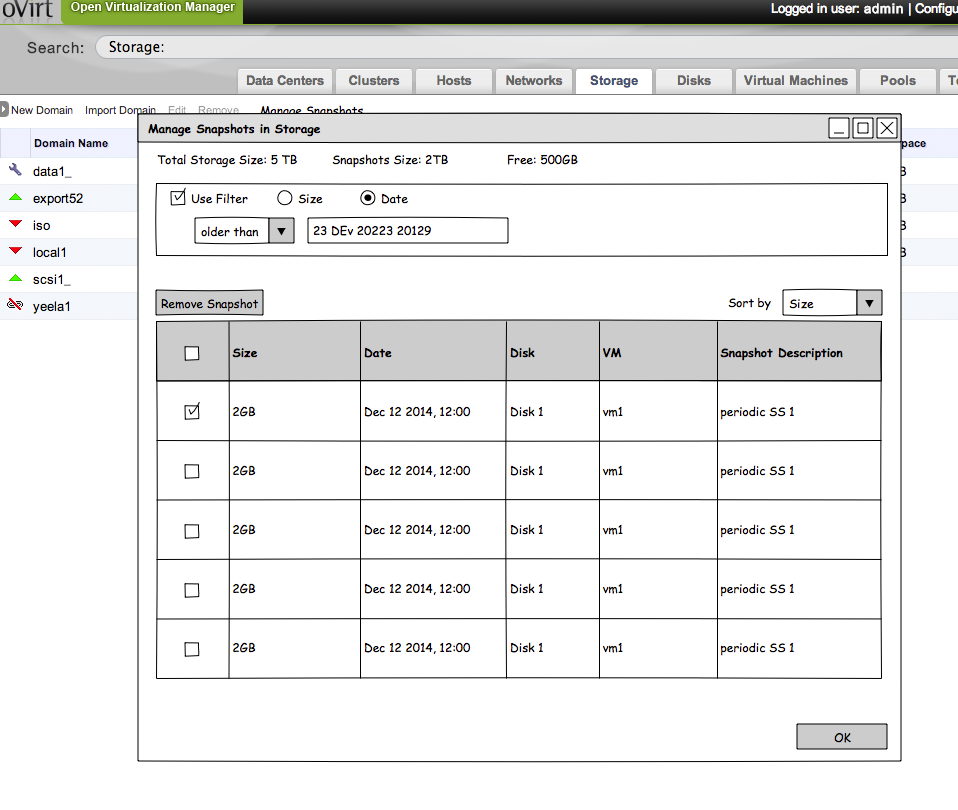 oVirt Open Virtualization Manager Logged in user: admin | Configu
Search: Storage:
Data Centers Clusters Hosts Networks Storage Disks Virtual Machines Pools
New Domain Import Domain Edit Remove Manage Snapshots
Manage Snapshots in Storage
Domain Name pace
Total Storage Size: 5 TB Snapshots Size: 2TB Free: 500GB
data1_
Use Filter Size Date
export52
older than 23 DEv 20223 20129
iso
local1
scsi1_
yeela1
Remove Snapshot Sort by Size
Size Date Disk VM Snapshot Description
2GB Dec 12 2014, 12:00 Disk 1 vm1 periodic SS 1
2GB Dec 12 2014, 12:00 Disk 1 vm1 periodic SS 1
2GB Dec 12 2014, 12:00 Disk 1 vm1 periodic SS 1
2GB Dec 12 2014, 12:00 Disk 1 vm1 periodic SS 1
2GB Dec 12 2014, 12:00 Disk 1 vm1 periodic SS 1
OK